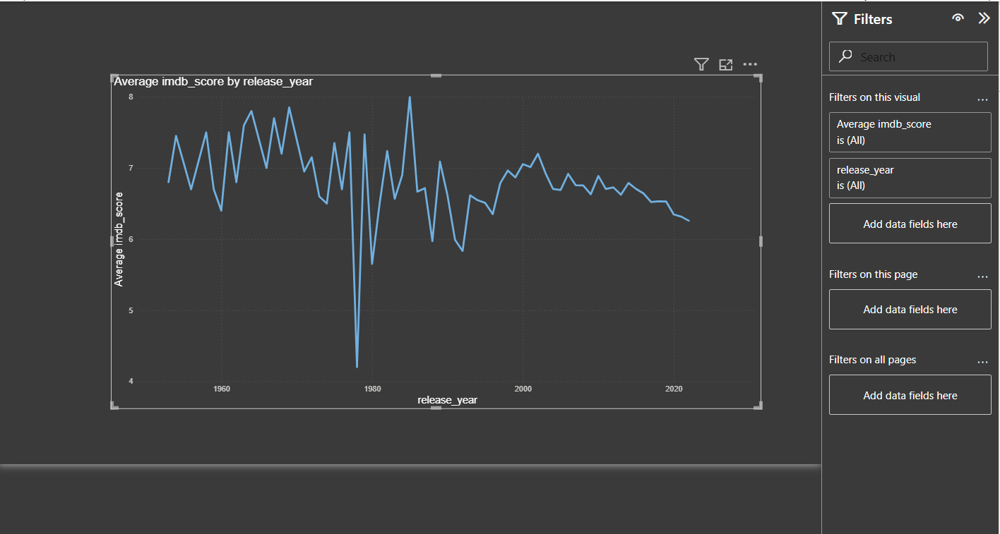 Average imdb_score by release_year
8
7
6
5
4
Average imdb_score
1960
1980
2000
2020
release_year
Filters
Search
Filters on this visual
...
Average imdb_score
is (All)
release_year
is (All)
Add data fields here
Filters on this page
...
Add data fields here
Filters on all pages
...
Add data fields here